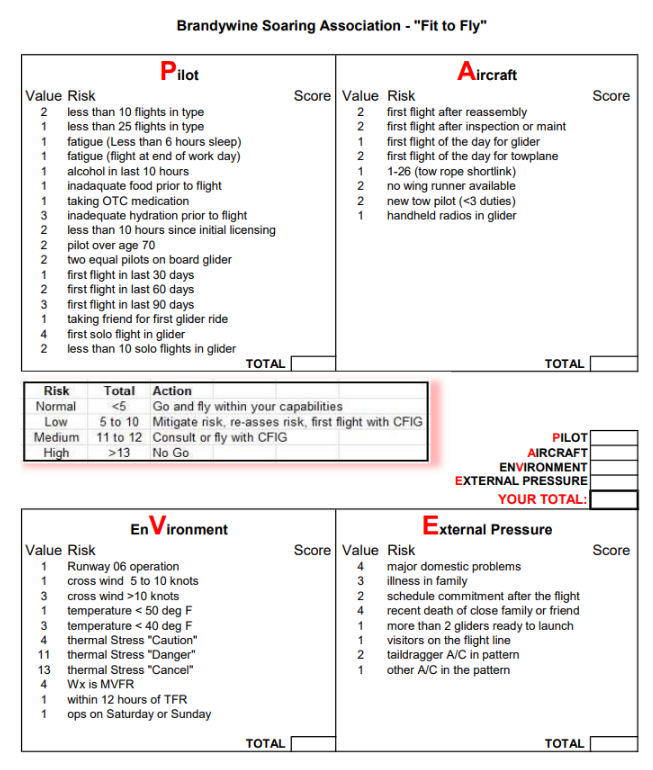 Brandywine Soaring Association - "Fit to Fly"
Pilot
Value Risk Score
2 less than 10 flights in type
1 less than 25 flights in type
1 fatigue (Less than 6 hours sleep)
1 fatigue (flight at end of work day)
1 alcohol in last 10 hours
1 inadaquate food prior to flight
1 taking OTC medication
3 inadequate hydration prior to flight
2 less than 10 hours since initial licensing
2 pilot over age 70
2 two equal pilots on board glider
1 first flight in last 30 days
2 first flight in last 60 days
3 first flight in last 90 days
1 taking friend for first glider ride
4 first solo flight in glider
2 less than 10 solo flights in glider
TOTAL
Aircraft
Value Risk Score
2 first flight after reassembly
2 first flight after inspection or maint
1 first flight of the day for glider
2 first flight of the day for towplane
1 1-26 (tow rope shortlink)
2 no wing runner available
2 new tow pilot (<3 duties)
1 handheld radios in glider
TOTAL
Risk Total Action
Normal <5 Go and fly within your capabilities
Low 5 to 10 Mitigate risk, re-asses risk, first flight with CFIG
Medium 11 to 12 Consult or fly with CFIG
High >13 No Go
PILOT
AIRCRAFT
ENVIRONMENT
EXTERNAL PRESSURE
YOUR TOTAL:
EnVironment
Value Risk Score
1 Runway 06 operation
1 cross wind 5 to 10 knots
3 cross wind >10 knots
1 temperature < 50 deg F
3 temperature < 40 deg F
4 thermal Stress "Caution"
11 thermal Stress "Danger"
13 thermal Stress "Cancel"
4 Wx is MVFR
1 within 12 hours of TFR
1 ops on Saturday or Sunday
TOTAL
External Pressure
Value Risk Score
4 major domestic problems
3 illness in family
2 schedule commitment after the flight
4 recent death of close family or friend
1 more than 2 gliders ready to launch
1 visitors on the flight line
2 taildragger A/C in pattern
1 other A/C in the pattern
TOTAL